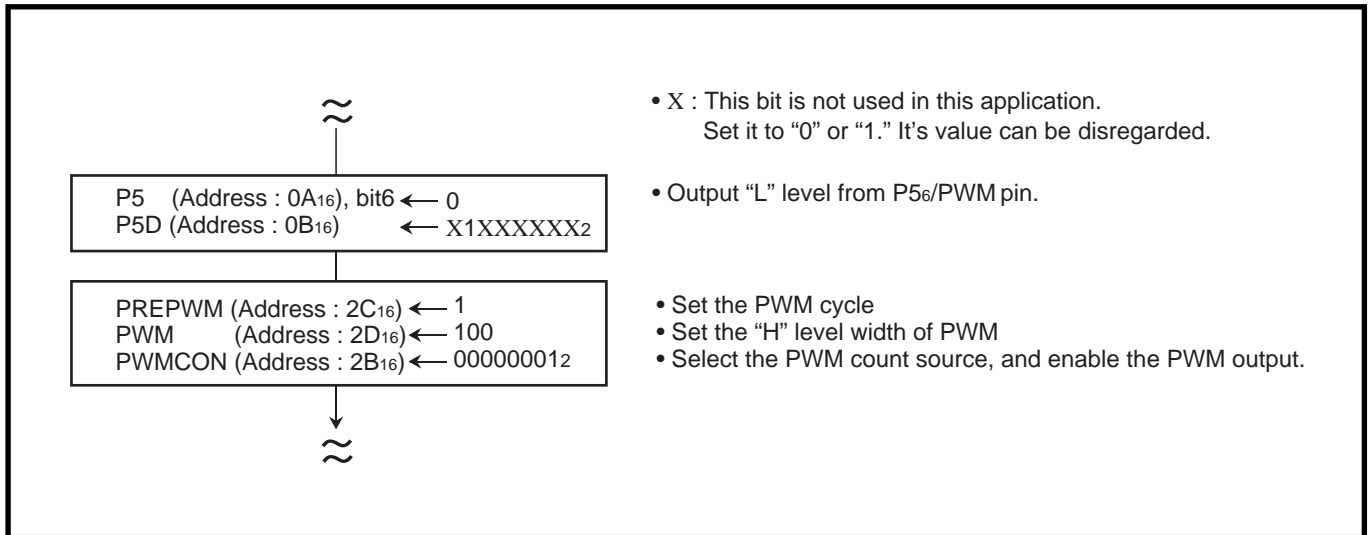 ≈
• X : This bit is not used in this application.
Set it to “0” or “1.” It’s value can be disregarded.
P5 (Address : 0A16), bit6 ← 0
P5D (Address : 0B16) ← X1XXXXXX2
• Output “L” level from P56/PWM pin.
PREPWM (Address : 2C16) ← 1
PWM (Address : 2D16) ← 100
PWMCON (Address : 2B16) ← 000000012
• Set the PWM cycle
• Set the “H” level width of PWM
• Select the PWM count source, and enable the PWM output.
≈